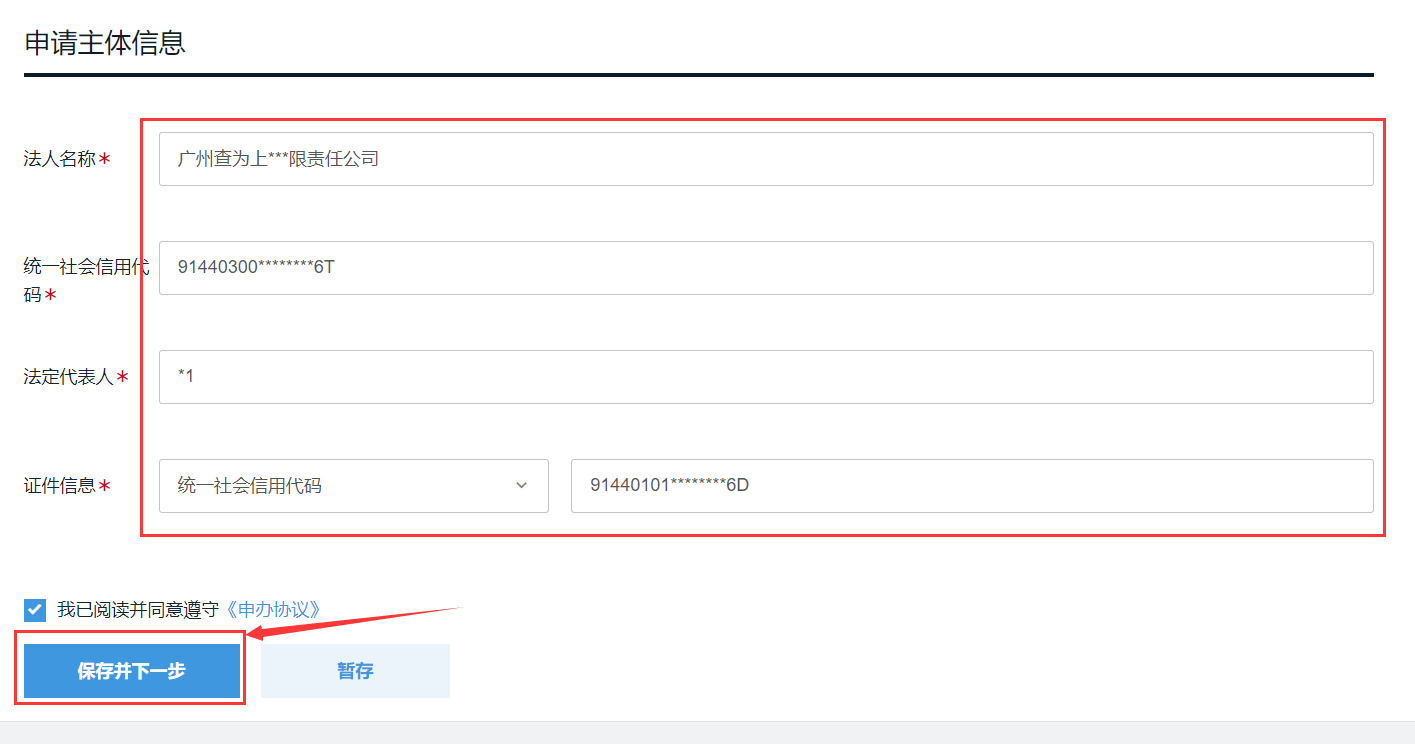 申请主体信息
法人名称*
广州查为上***限责任公司
统一社会信用代
码*
91440300********6T
法定代表人*
*1
证件信息*
统一社会信用代码
91440101********6D
我已阅读并同意遵守《申办协议》
保存并下一步
暂存